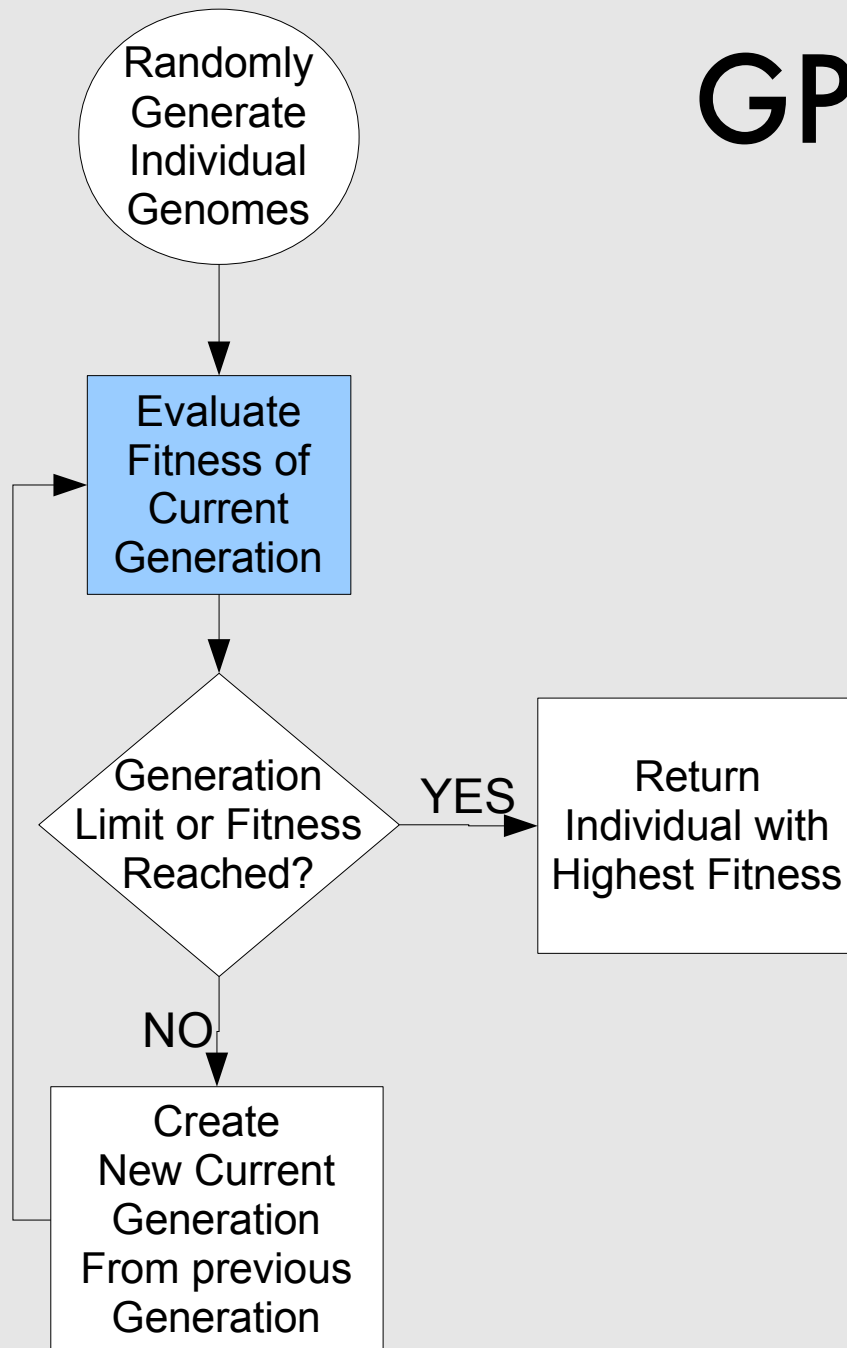 GP
Randomly
Generate
Individual
Genomes
Evaluate
Fitness of
Current
Generation
Generation
Limit or Fitness
Reached?
YES
Return
Individual with
Highest Fitness
NO
Create
New Current
Generation
From previous
Generation